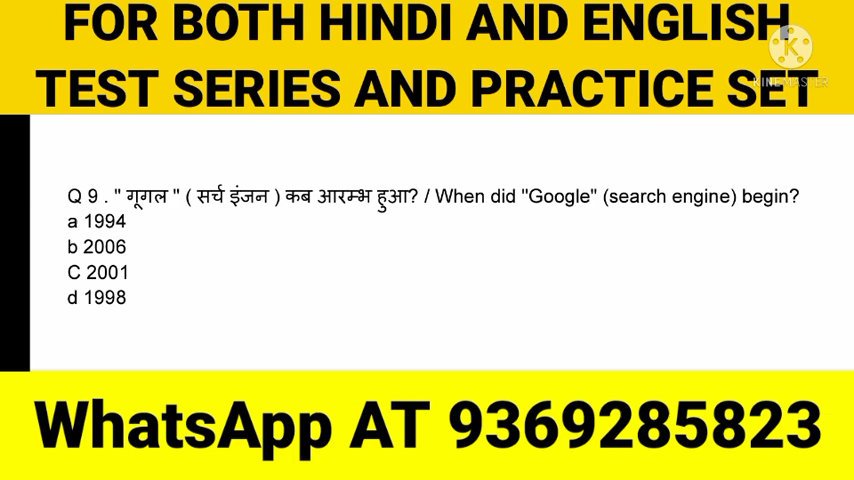 FOR BOTH HINDI AND ENGLISH
TEST SERIES AND PRACTICE SET
K
KINEMASTER
Q 9 . " गूगल " ( सर्च इंजन ) कब आरम्भ हुआ? / When did "Google" (search engine) begin?
a 1994
b 2006
C 2001
d 1998
WhatsApp AT 9369285823